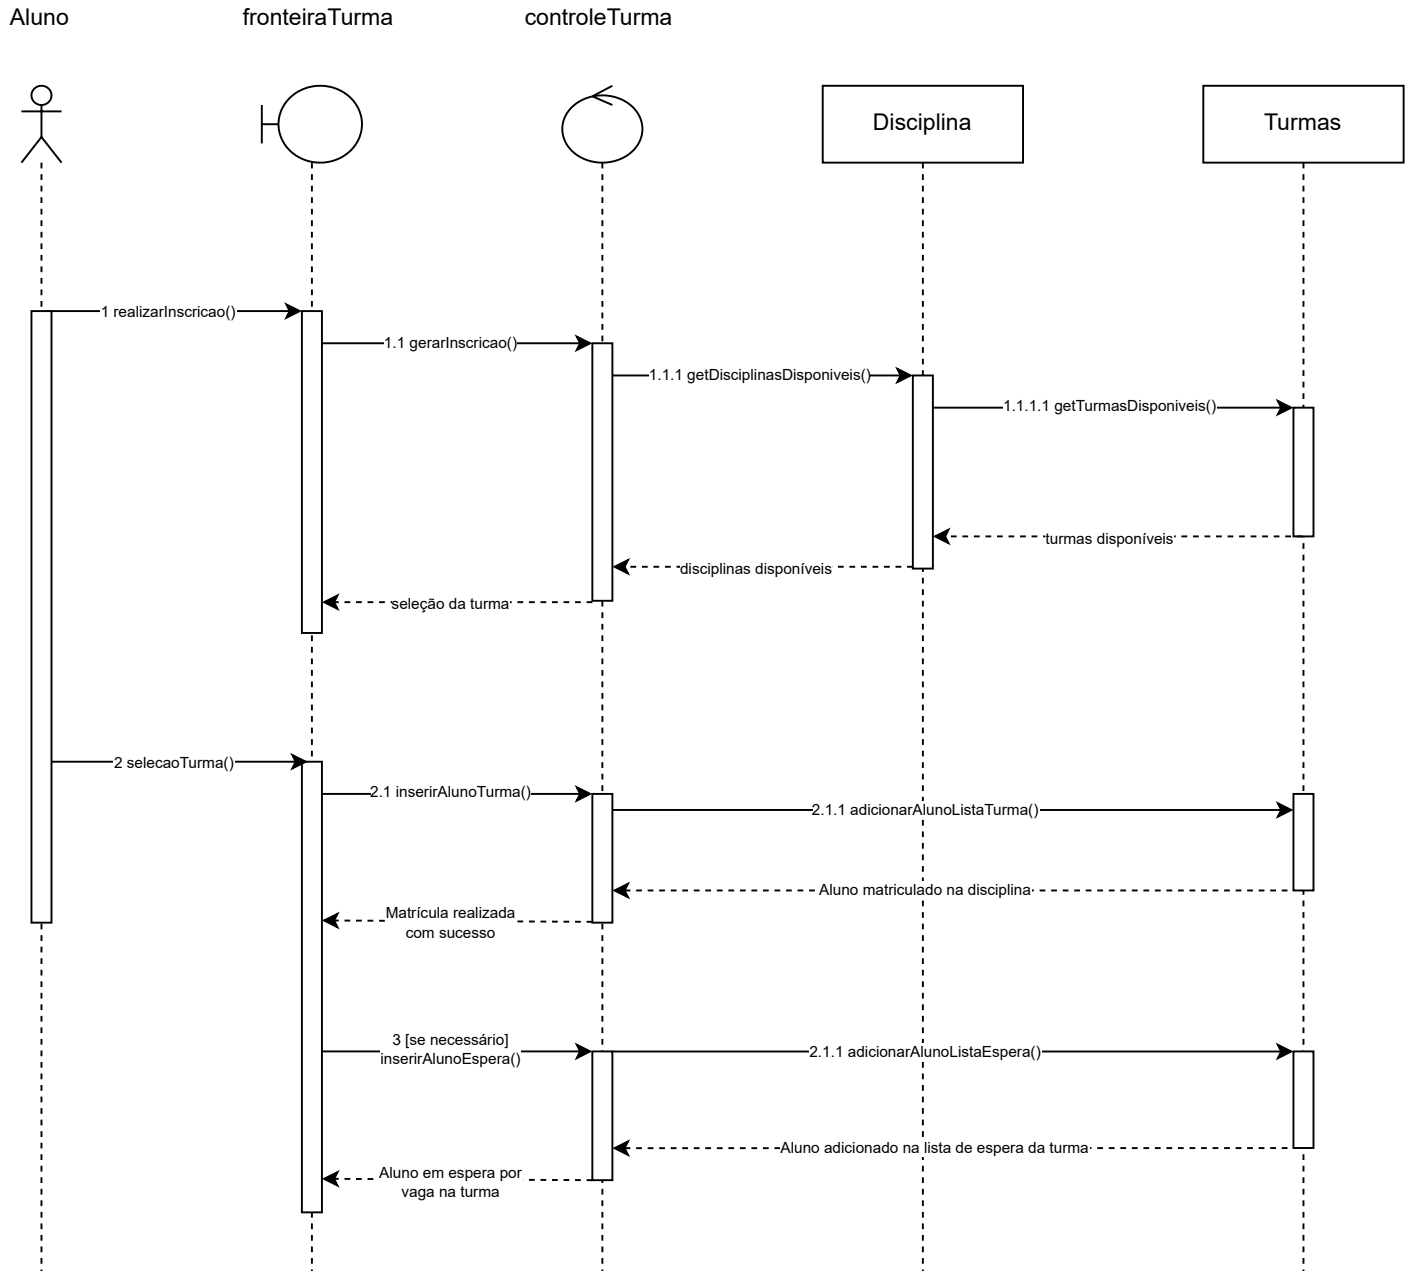 Aluno
fronteiraTurma
controleTurma
Disciplina
Turmas
1 realizarInscricao()
1.1 gerarInscricao()
1.1.1 getDisciplinasDisponiveis()
1.1.1.1 getTurmasDisponiveis()
turmas disponíveis
disciplinas disponíveis
seleção da turma
2 selecaoTurma()
2.1 inserirAlunoTurma()
2.1.1 adicionarAlunoListaTurma()
Aluno matriculado na disciplina
Matrícula realizada
com sucesso
3 [se necessário]
inserirAlunoEspera()
2.1.1 adicionarAlunoListaEspera()
Aluno adicionado na lista de espera da turma
Aluno em espera por
vaga na turma